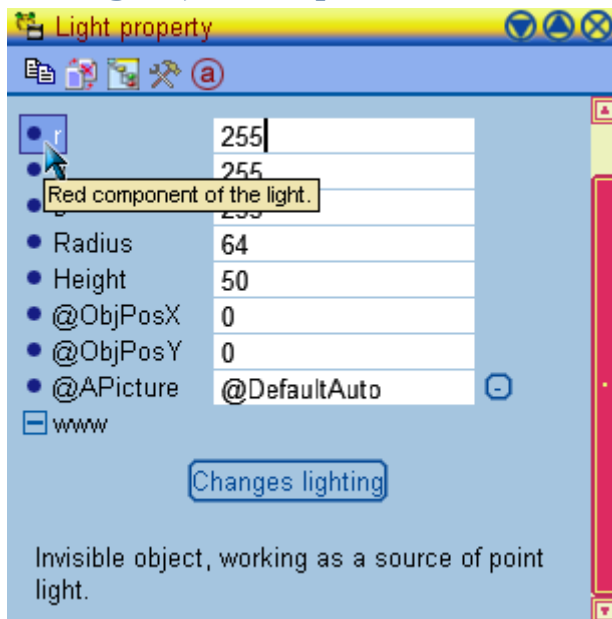 Light property
a
r 255
255
Red component of the light.
255
Radius 64
Height 50
@ObjPosX 0
@ObjPosY 0
@APicture @DefaultAuto -
www
Changes lighting
Invisible object, working as a source of point
light.